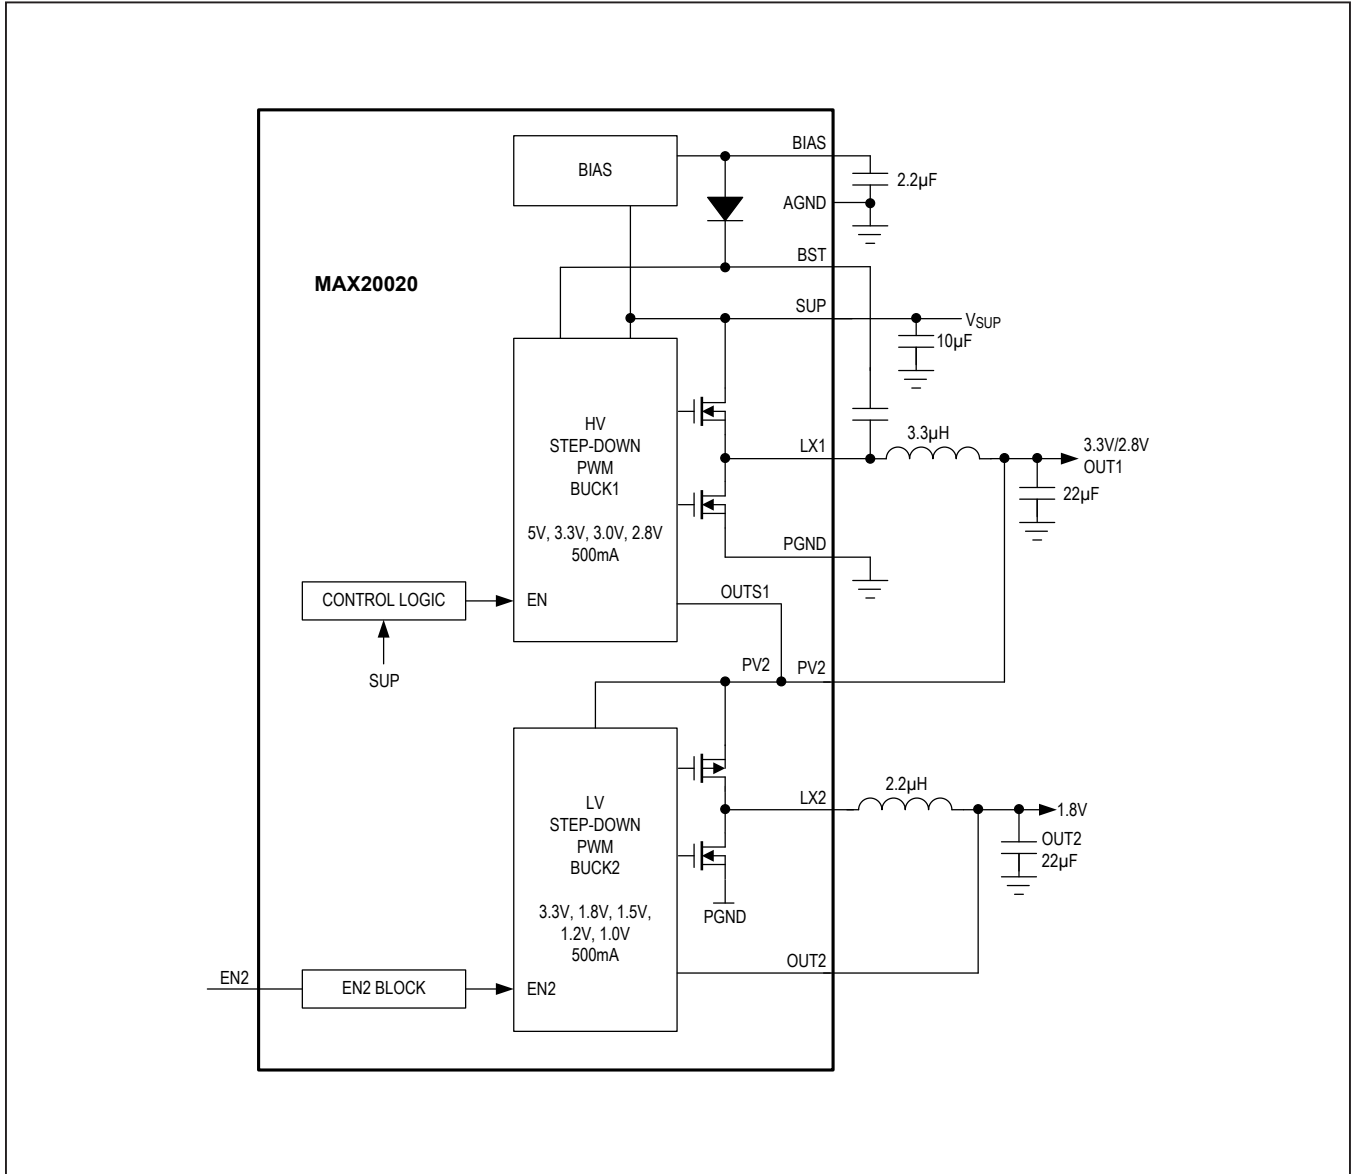 BIAS
BIAS
2.2µF
AGND
BST
MAX20020
SUP
VSUP
10µF
HV
STEP-DOWN
PWM
BUCK1
5V, 3.3V, 3.0V, 2.8V
500mA
LX1
3.3µH
3.3V/2.8V
OUT1
22µF
PGND
CONTROL LOGIC
EN
OUTS1
SUP
PV2
PV2
LV
STEP-DOWN
PWM
BUCK2
3.3V, 1.8V, 1.5V,
1.2V, 1.0V
500mA
LX2
2.2µH
1.8V
OUT2
22µF
PGND
OUT2
EN2
EN2 BLOCK
EN2